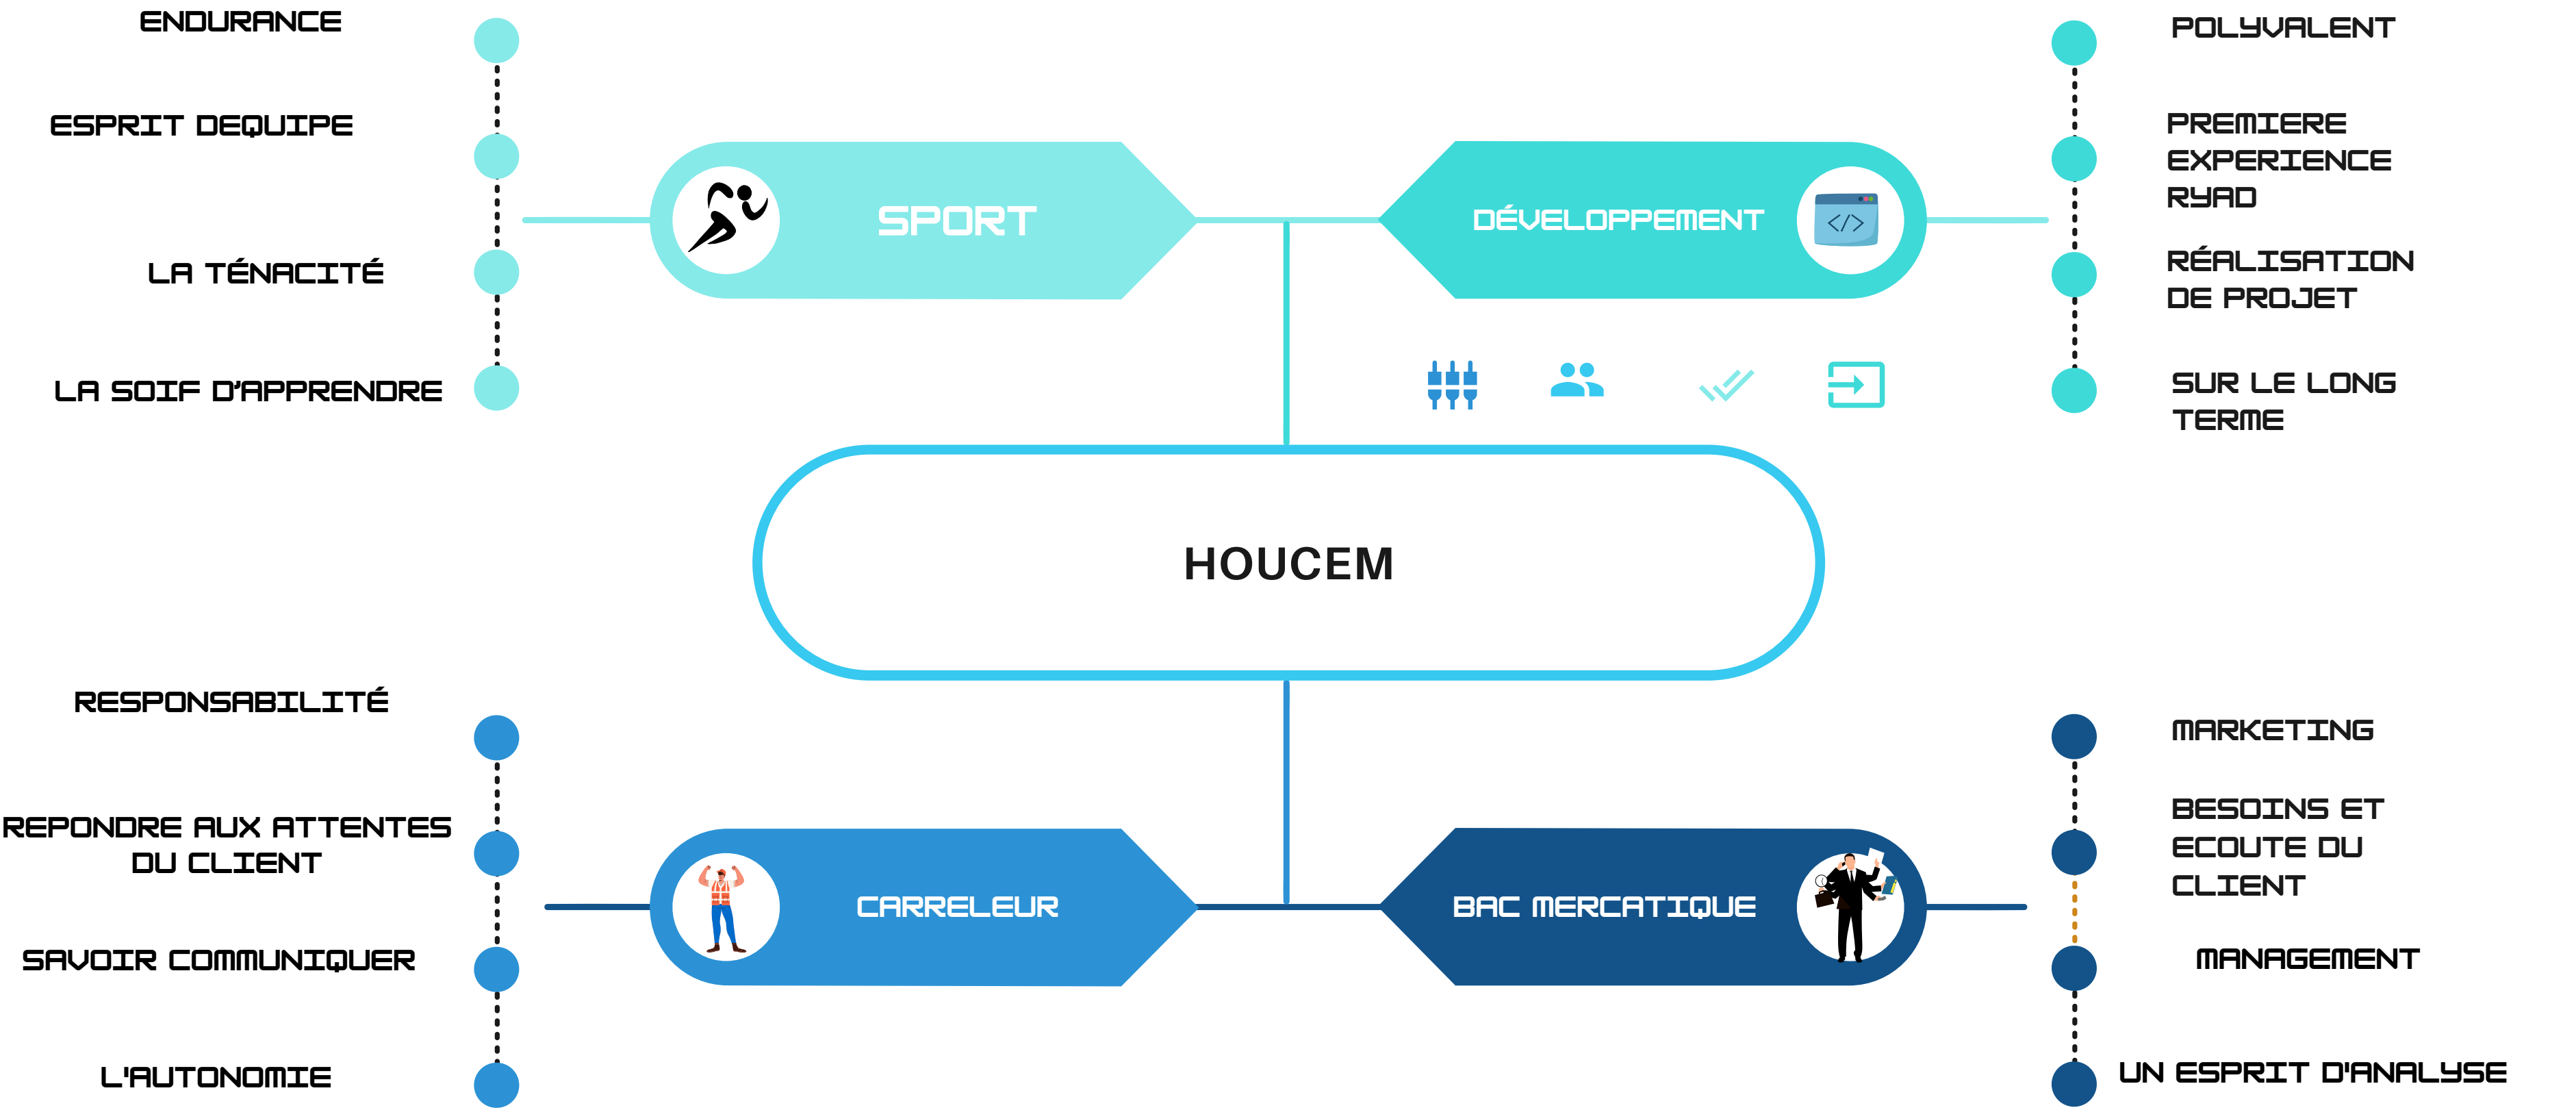 ENDURANCE
ESPRIT DEQUIPE
LA TÉNACITÉ
LA SOIF D'APPRENDRE
SPORT
DÉVELOPPEMENT
</>
POLYVALENT
PREMIERE
EXPERIENCE
RYAD
RÉALISATION
DE PROJET
SUR LE LONG
TERME
HOUCEM
RESPONSABILITÉ
REPONDRE AUX ATTENTES
DU CLIENT
SAVOIR COMMUNIQUER
L'AUTONOMIE
CARRELEUR
BAC MERCATIQUE
MARKETING
BESOINS ET
ECOUTE DU
CLIENT
MANAGEMENT
UN ESPRIT D'ANALYSE